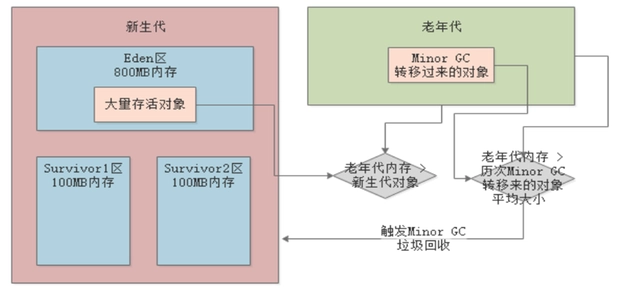 新生代
Eden区
800MB内存
大量存活对象
Survivor1区
100MB内存
Survivor2区
100MB内存
老年代
Minor GC
转移过来的对象
老年代内存 >
新生代对象
老年代内存 >
历次Minor GC
转移来的对象
平均大小
触发Minor GC
垃圾回收